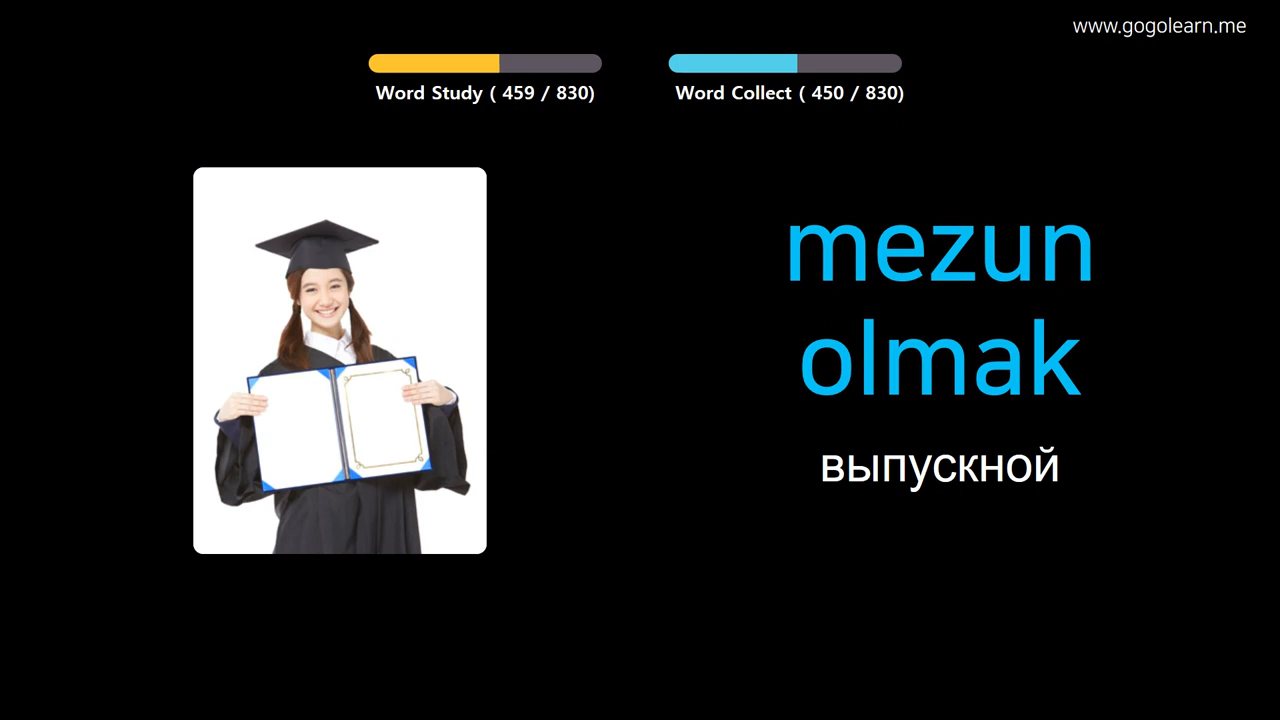 www.gogolearn.me
Word Study ( 459 / 830)
Word Collect ( 450 / 830)
mezun
olmak
выпускной